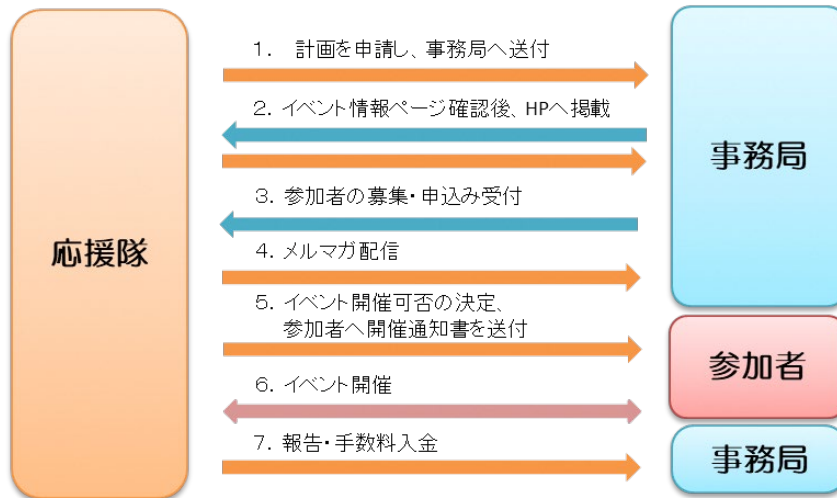 1. 計画を申請し、事務局へ送付
2. イベント情報ページ確認後、HPへ掲載
事務局
3. 参加者の募集・申込み受付
応援隊
4. メルマガ配信
5. イベント開催可否の決定、
参加者へ開催通知書を送付
参加者
6. イベント開催
7. 報告・手数料入金
事務局